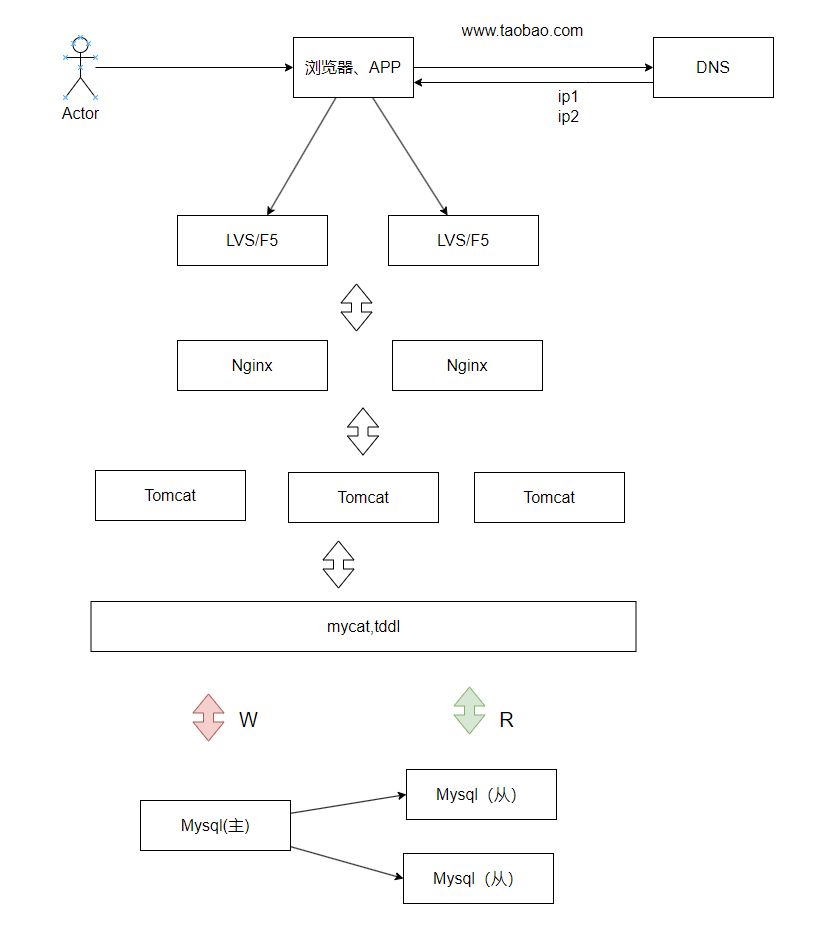 www.taobao.com
浏览器、APP
DNS
ip1
ip2
Actor
LVS/F5
LVS/F5
Nginx
Nginx
Tomcat
Tomcat
Tomcat
mycat,tddl
W
R
Mysql（从）
Mysql(主)
Mysql（从）